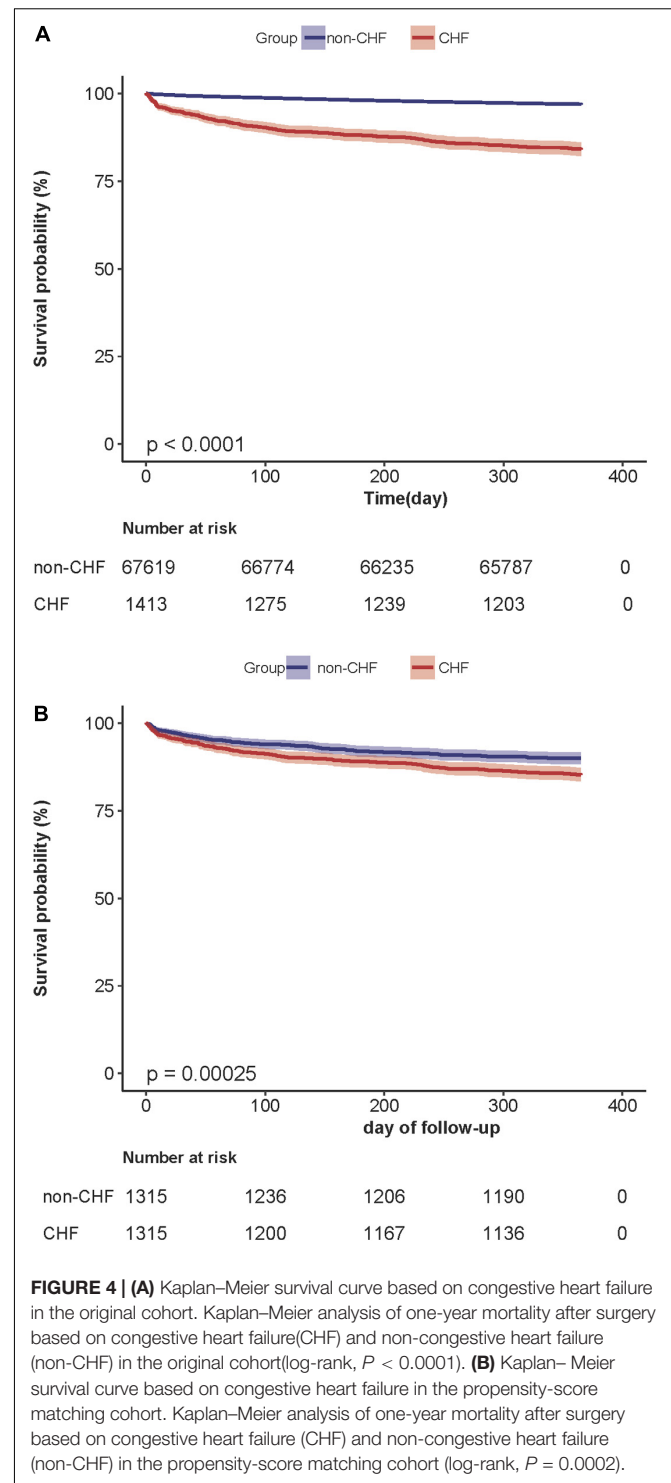 A
Group non-CHF CHF
100
75
50
25
0
Survival probability (%)
p < 0.0001
0 100 200 300 400
Time(day)
Number at risk
non-CHF 67619 66774 66235 65787 0
CHF 1413 1275 1239 1203 0
Group non-CHF CHF
B
100
75
50
25
0
Survival probability (%)
p = 0.00025
0 100 200 300 400
day of follow-up
Number at risk
non-CHF 1315 1236 1206 1190 0
CHF 1315 1200 1167 1136 0
FIGURE 4 | (A) Kaplan–Meier survival curve based on congestive heart failure
in the original cohort. Kaplan–Meier analysis of one-year mortality after surgery
based on congestive heart failure(CHF) and non-congestive heart failure
(non-CHF) in the original cohort(log-rank, P < 0.0001). (B) Kaplan– Meier
survival curve based on congestive heart failure in the propensity-score
matching cohort. Kaplan–Meier analysis of one-year mortality after surgery
based on congestive heart failure (CHF) and non-congestive heart failure
(non-CHF) in the propensity-score matching cohort (log-rank, P = 0.0002).